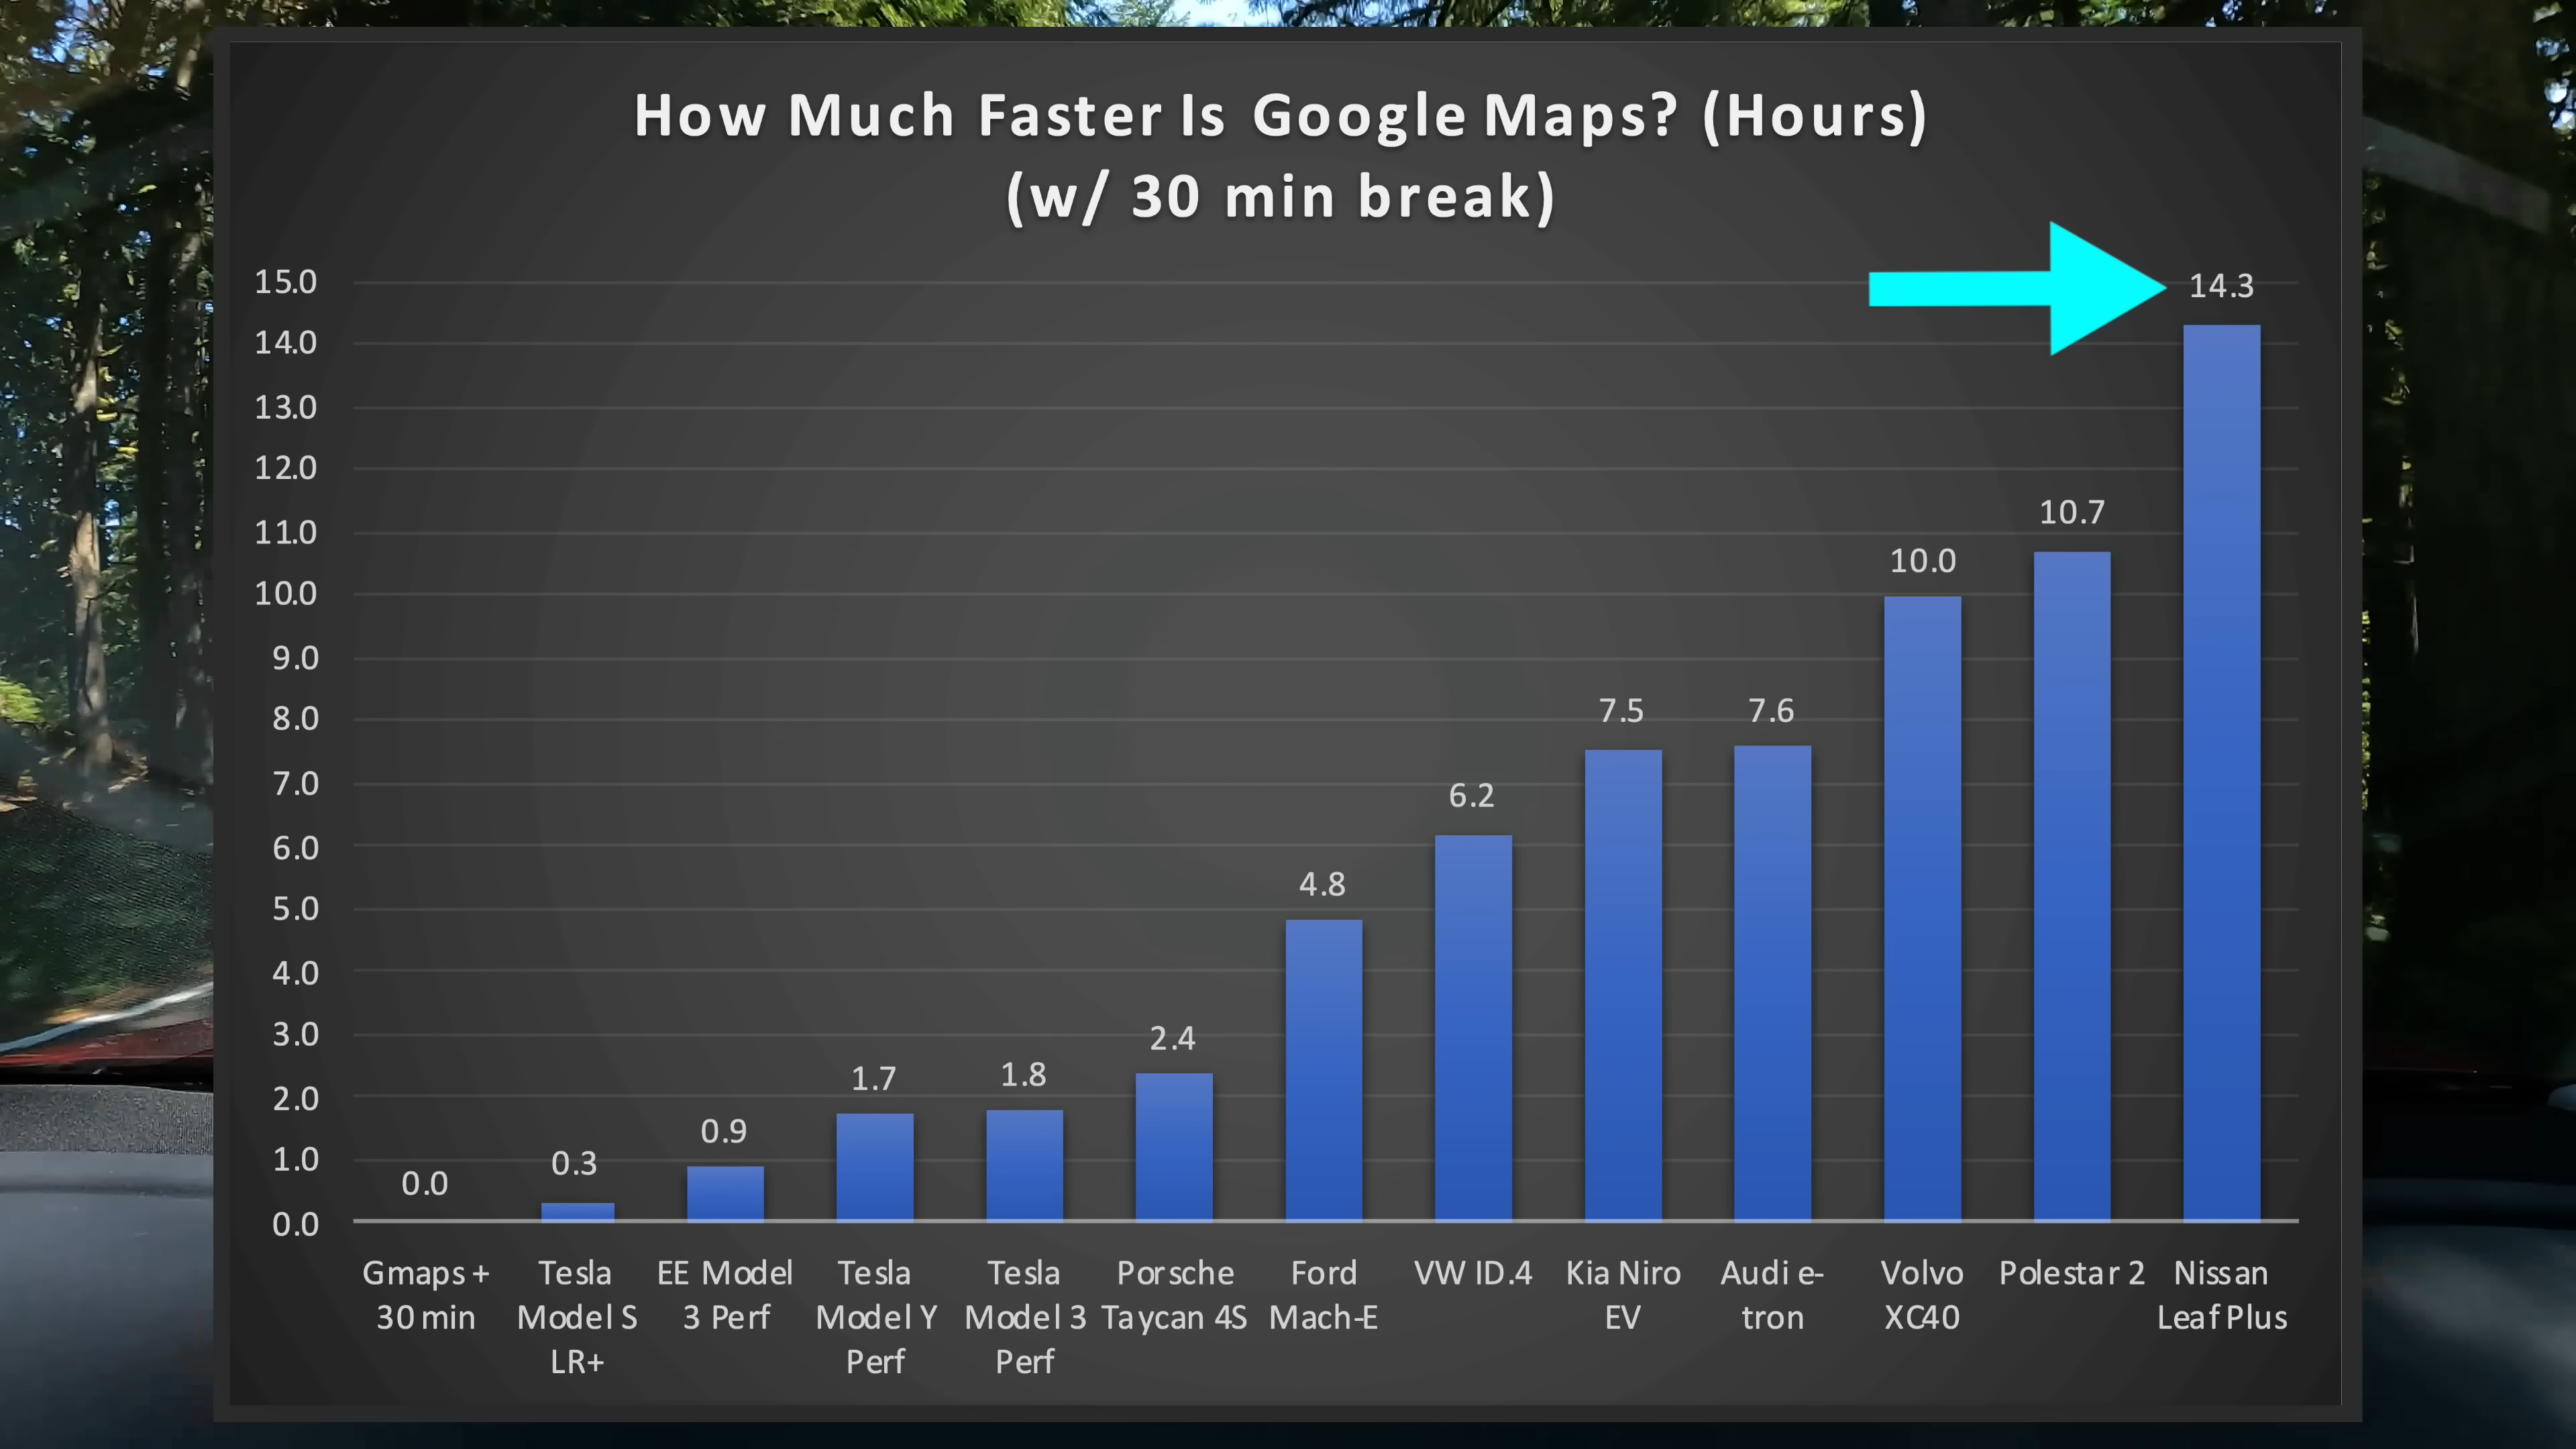 How Much Faster Is Google Maps? (Hours)
(w/ 30 min break)
15.0
14.0
13.0
12.0
11.0
10.0
9.0
8.0
7.0
6.0
5.0
4.0
3.0
2.0
1.0
0.0
0.0
0.3
0.9
1.7
1.8
2.4
4.8
6.2
7.5
7.6
10.0
10.7
14.3
Gmaps +
30 min
Tesla
Model S
LR+
EE Model
3 Perf
Tesla
Model Y
Perf
Tesla
Model 3
Perf
Porsche
Taycan 4S
Ford
Mach-E
VW ID.4
Kia Niro
EV
Audi e-
tron
Volvo
XC40
Polestar 2
Nissan
Leaf Plus